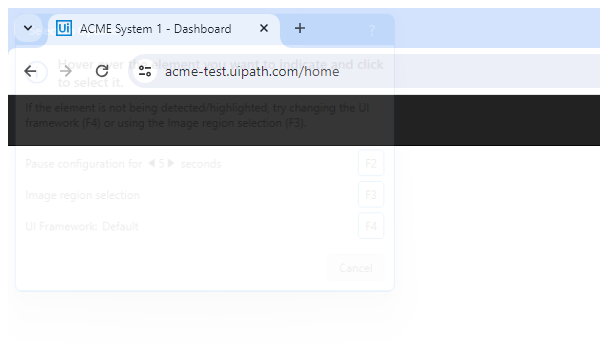 Ui ACME System 1 - Dashboard
?
Hover over the element you want to indicate and click
to select it.
acme-test.uipath.com/home
If the element is not being detected/highlighted, try changing the UI
framework (F4) or using the Image region selection (F3).
Pause configuration for 5 seconds F2
Image region selection F3
UI Framework: Default F4
Cancel